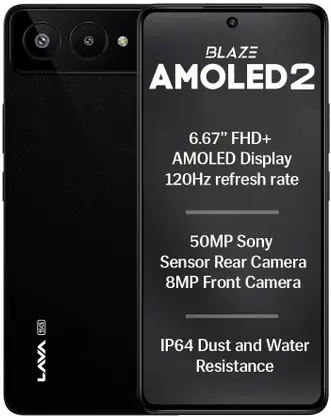 BLAZE
AMOLED2
6.67” FHD+
AMOLED Display
120Hz refresh rate
50MP Sony
Sensor Rear Camera
8MP Front Camera
IP64 Dust and Water
Resistance
LAVA 5G